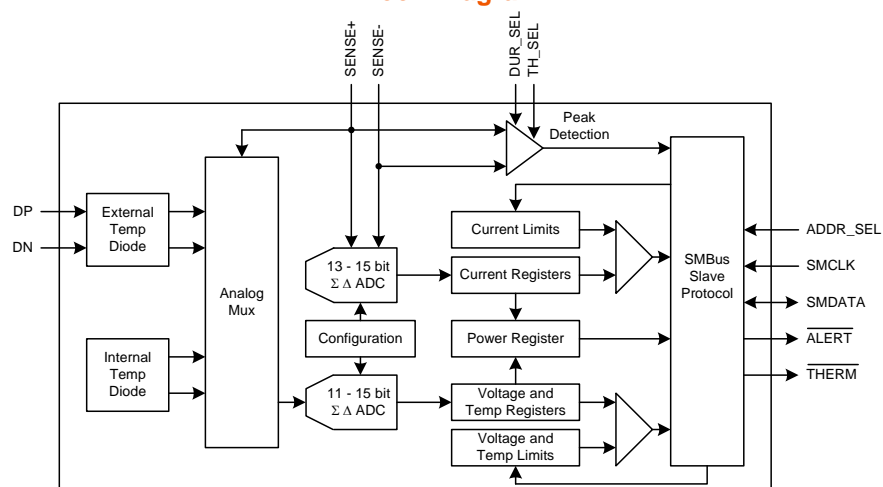 SENSE+
SENSE-
DUR_SEL
TH_SEL
Peak
Detection
DP
DN
External
Temp
Diode
Analog
Mux
Internal
Temp
Diode
13 - 15 bit
Σ Δ ADC
Configuration
11 - 15 bit
Σ Δ ADC
Current Limits
Current Registers
Power Register
Voltage and
Temp Registers
Voltage and
Temp Limits
SMBus
Slave
Protocol
ADDR_SEL
SMCLK
SMDATA
ALERT
THERM